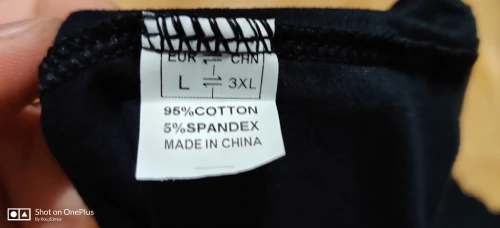 EUR ⇌ CHN
L ⇌ 3XL
95%COTTON
5%SPANDEX
MADE IN CHINA
Shot on OnePlus